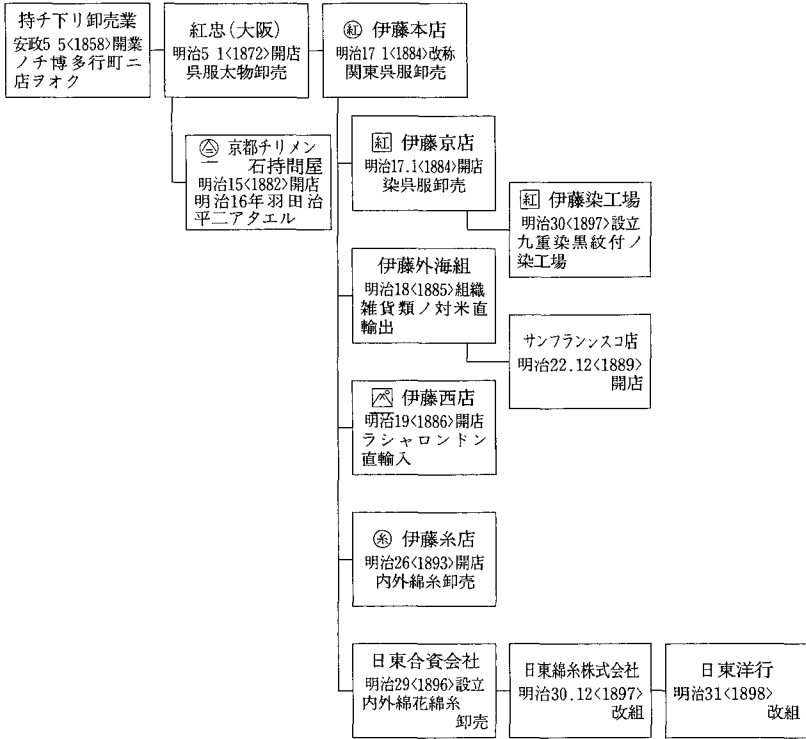 持チ下リ卸売業
安政5 5<1858>開業
ノチ博多行町ニ
店ヲオク
紅忠(大阪)
明治5 1<1872>開店
呉服太物卸売
㊞ 伊藤本店
明治17 1<1884>改称
関東呉服卸売
京都チリメン
石持問屋
明治15<1882>開店
明治16年羽田治
平ニアタエル
紅 伊藤京店
明治17.1<1884>開店
染呉服卸売
紅 伊藤染工場
明治30<1897>設立
九重染黒紋付ノ
染工場
伊藤外海組
明治18<1885>組織
雑貨類ノ対米直
輸出
サンフランンスコ店
明治22.12<1889>
開店
伊藤西店
明治19<1886>開店
ラシャロンドン
直輸入
糸 伊藤糸店
明治26<1893>開店
内外綿糸卸売
日東合資会社
明治29<1896>設立
内外綿花綿糸
卸売
日東綿糸株式会社
明治30.12<1897>
改組
日東洋行
明治31<1898>
改組